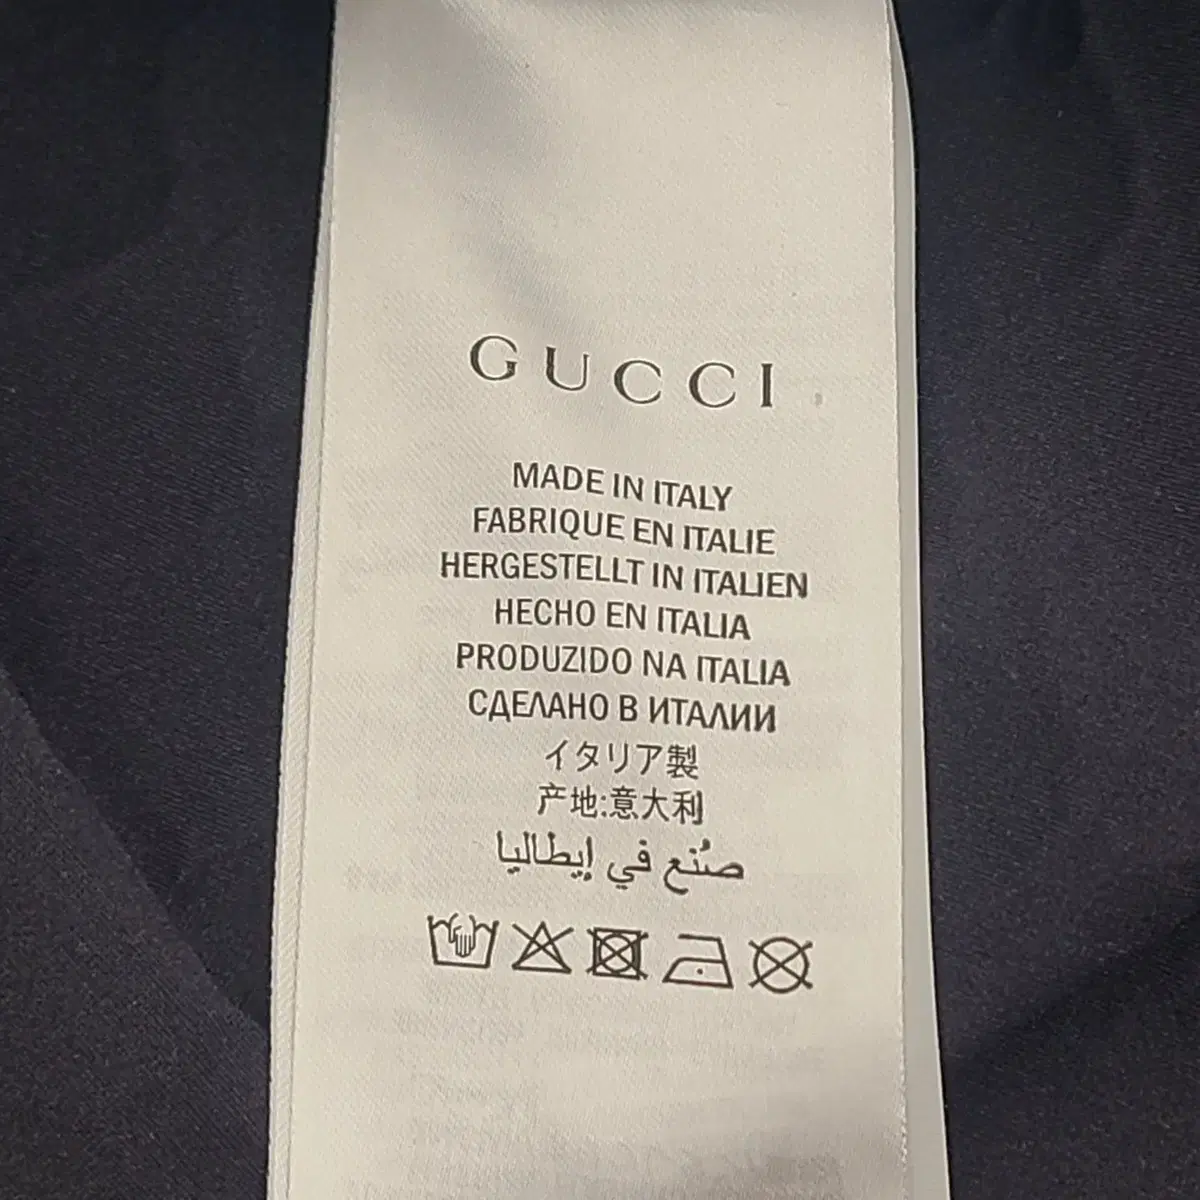 GUCCI
MADE IN ITALY
FABRIQUE EN ITALIE
HERGESTELLT IN ITALIEN
HECHO EN ITALIA
PRODUZIDO NA ITALIA
СДЕЛАНО В ИТАЛИИ
イタリア製
产地:意大利
صُنع في إيطاليا